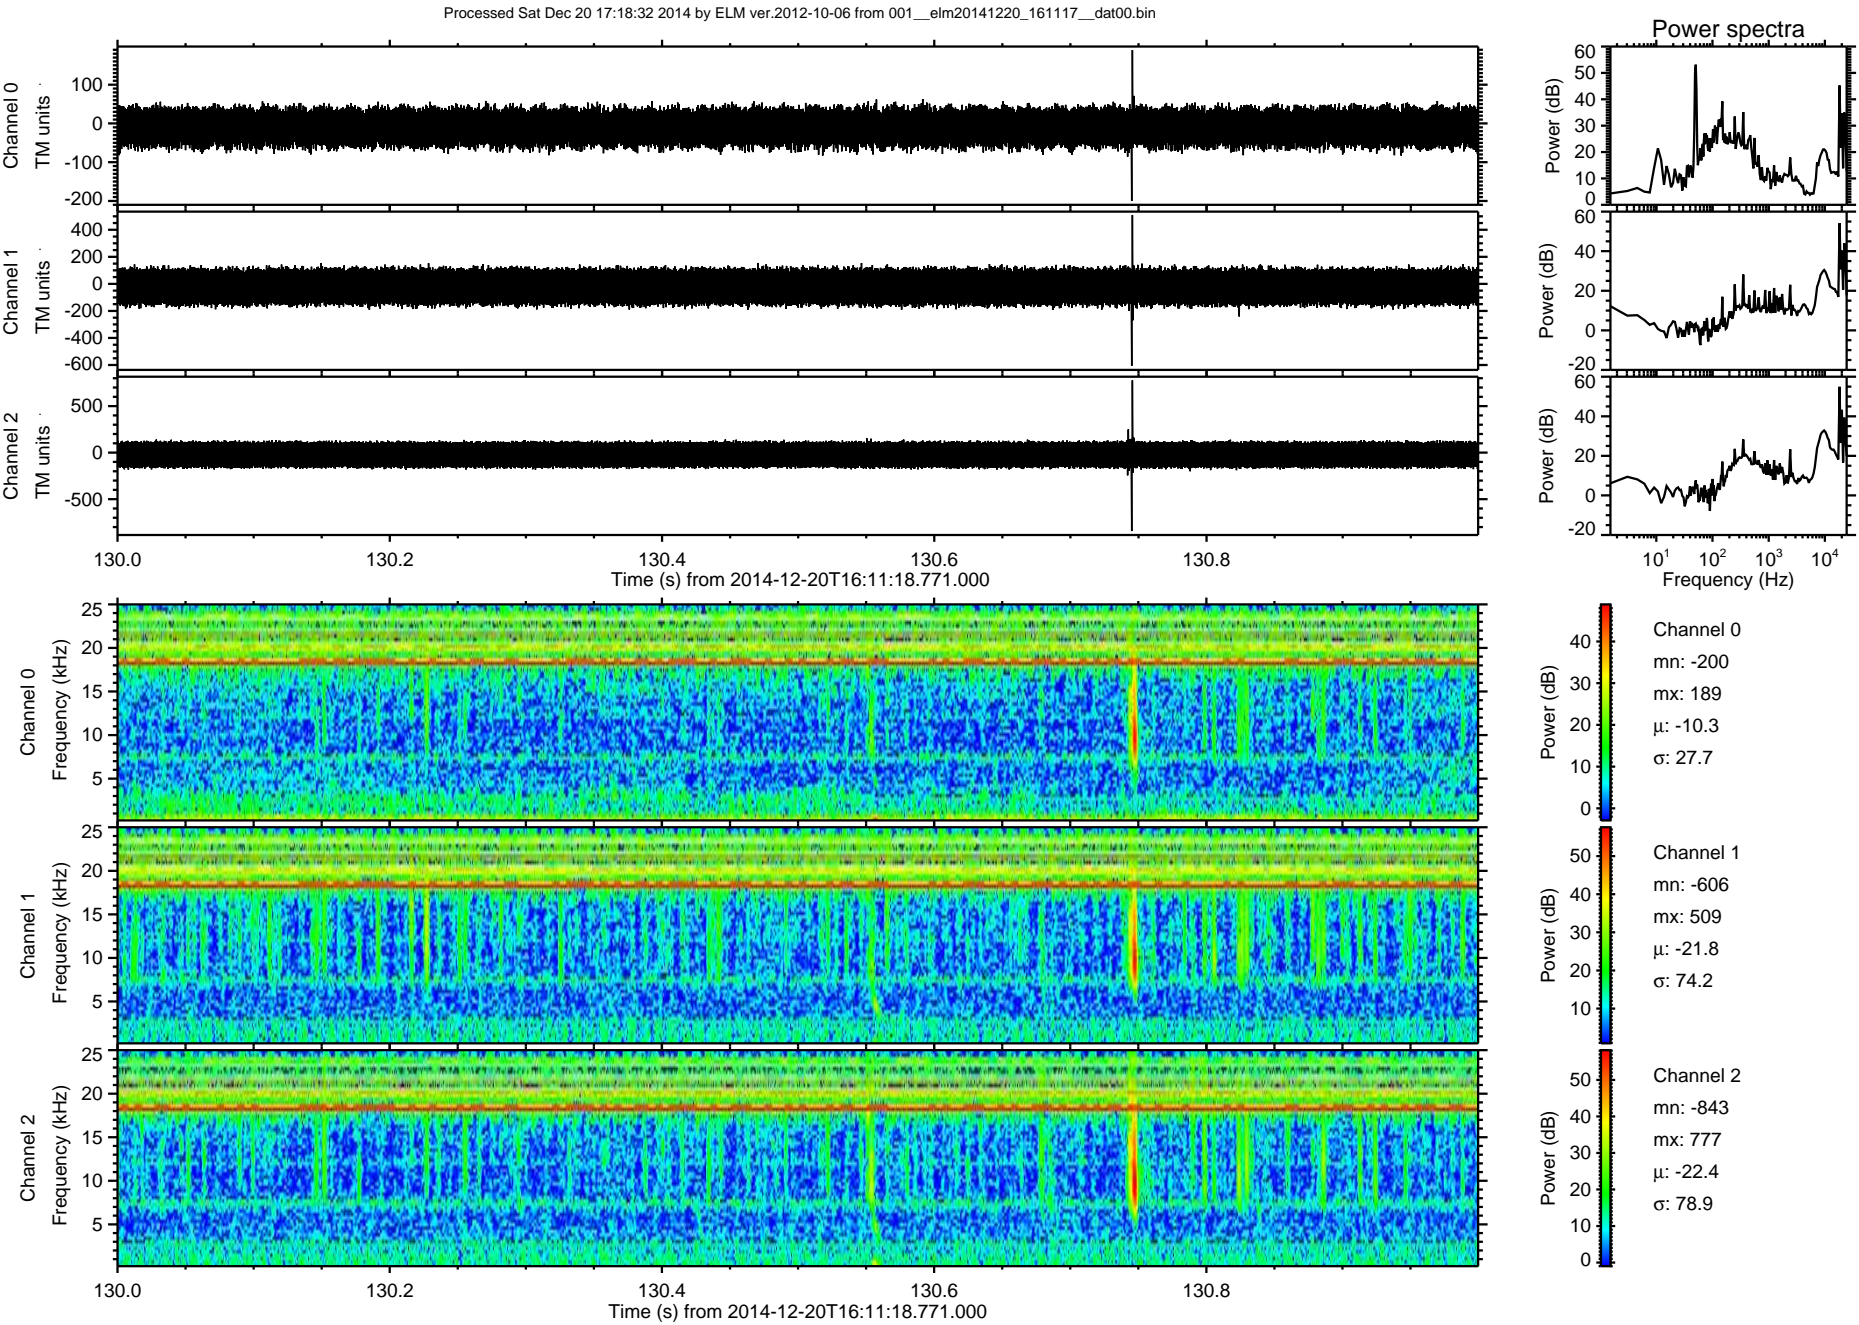 Processed Sat Dec 20 17:18:32 2014 by ELM ver.2012-10-06 from 001__elm20141220_161117__dat00.bin
Power spectra
Channel 0
TM units
100
0
-100
-200
Power (dB)
60
50
40
30
20
10
0
Channel 1
TM units
400
200
0
-200
-400
-600
Power (dB)
60
40
20
0
-20
Channel 2
TM units
500
0
-500
Power (dB)
60
40
20
0
-20
130.0
130.2
130.4
130.6
130.8
Time (s) from 2014-12-20T16:11:18.771.000
10^1
10^2
10^3
10^4
Frequency (Hz)
Channel 0
Frequency (kHz)
25
20
15
10
5
Power (dB)
40
30
20
10
0
Channel 0
mn: -200
mx: 189
μ: -10.3
σ: 27.7
Channel 1
Frequency (kHz)
25
20
15
10
5
Power (dB)
50
40
30
20
10
Channel 1
mn: -606
mx: 509
μ: -21.8
σ: 74.2
Channel 2
Frequency (kHz)
25
20
15
10
5
Power (dB)
50
40
30
20
10
0
Channel 2
mn: -843
mx: 777
μ: -22.4
σ: 78.9
130.0
130.2
130.4
130.6
130.8
Time (s) from 2014-12-20T16:11:18.771.000